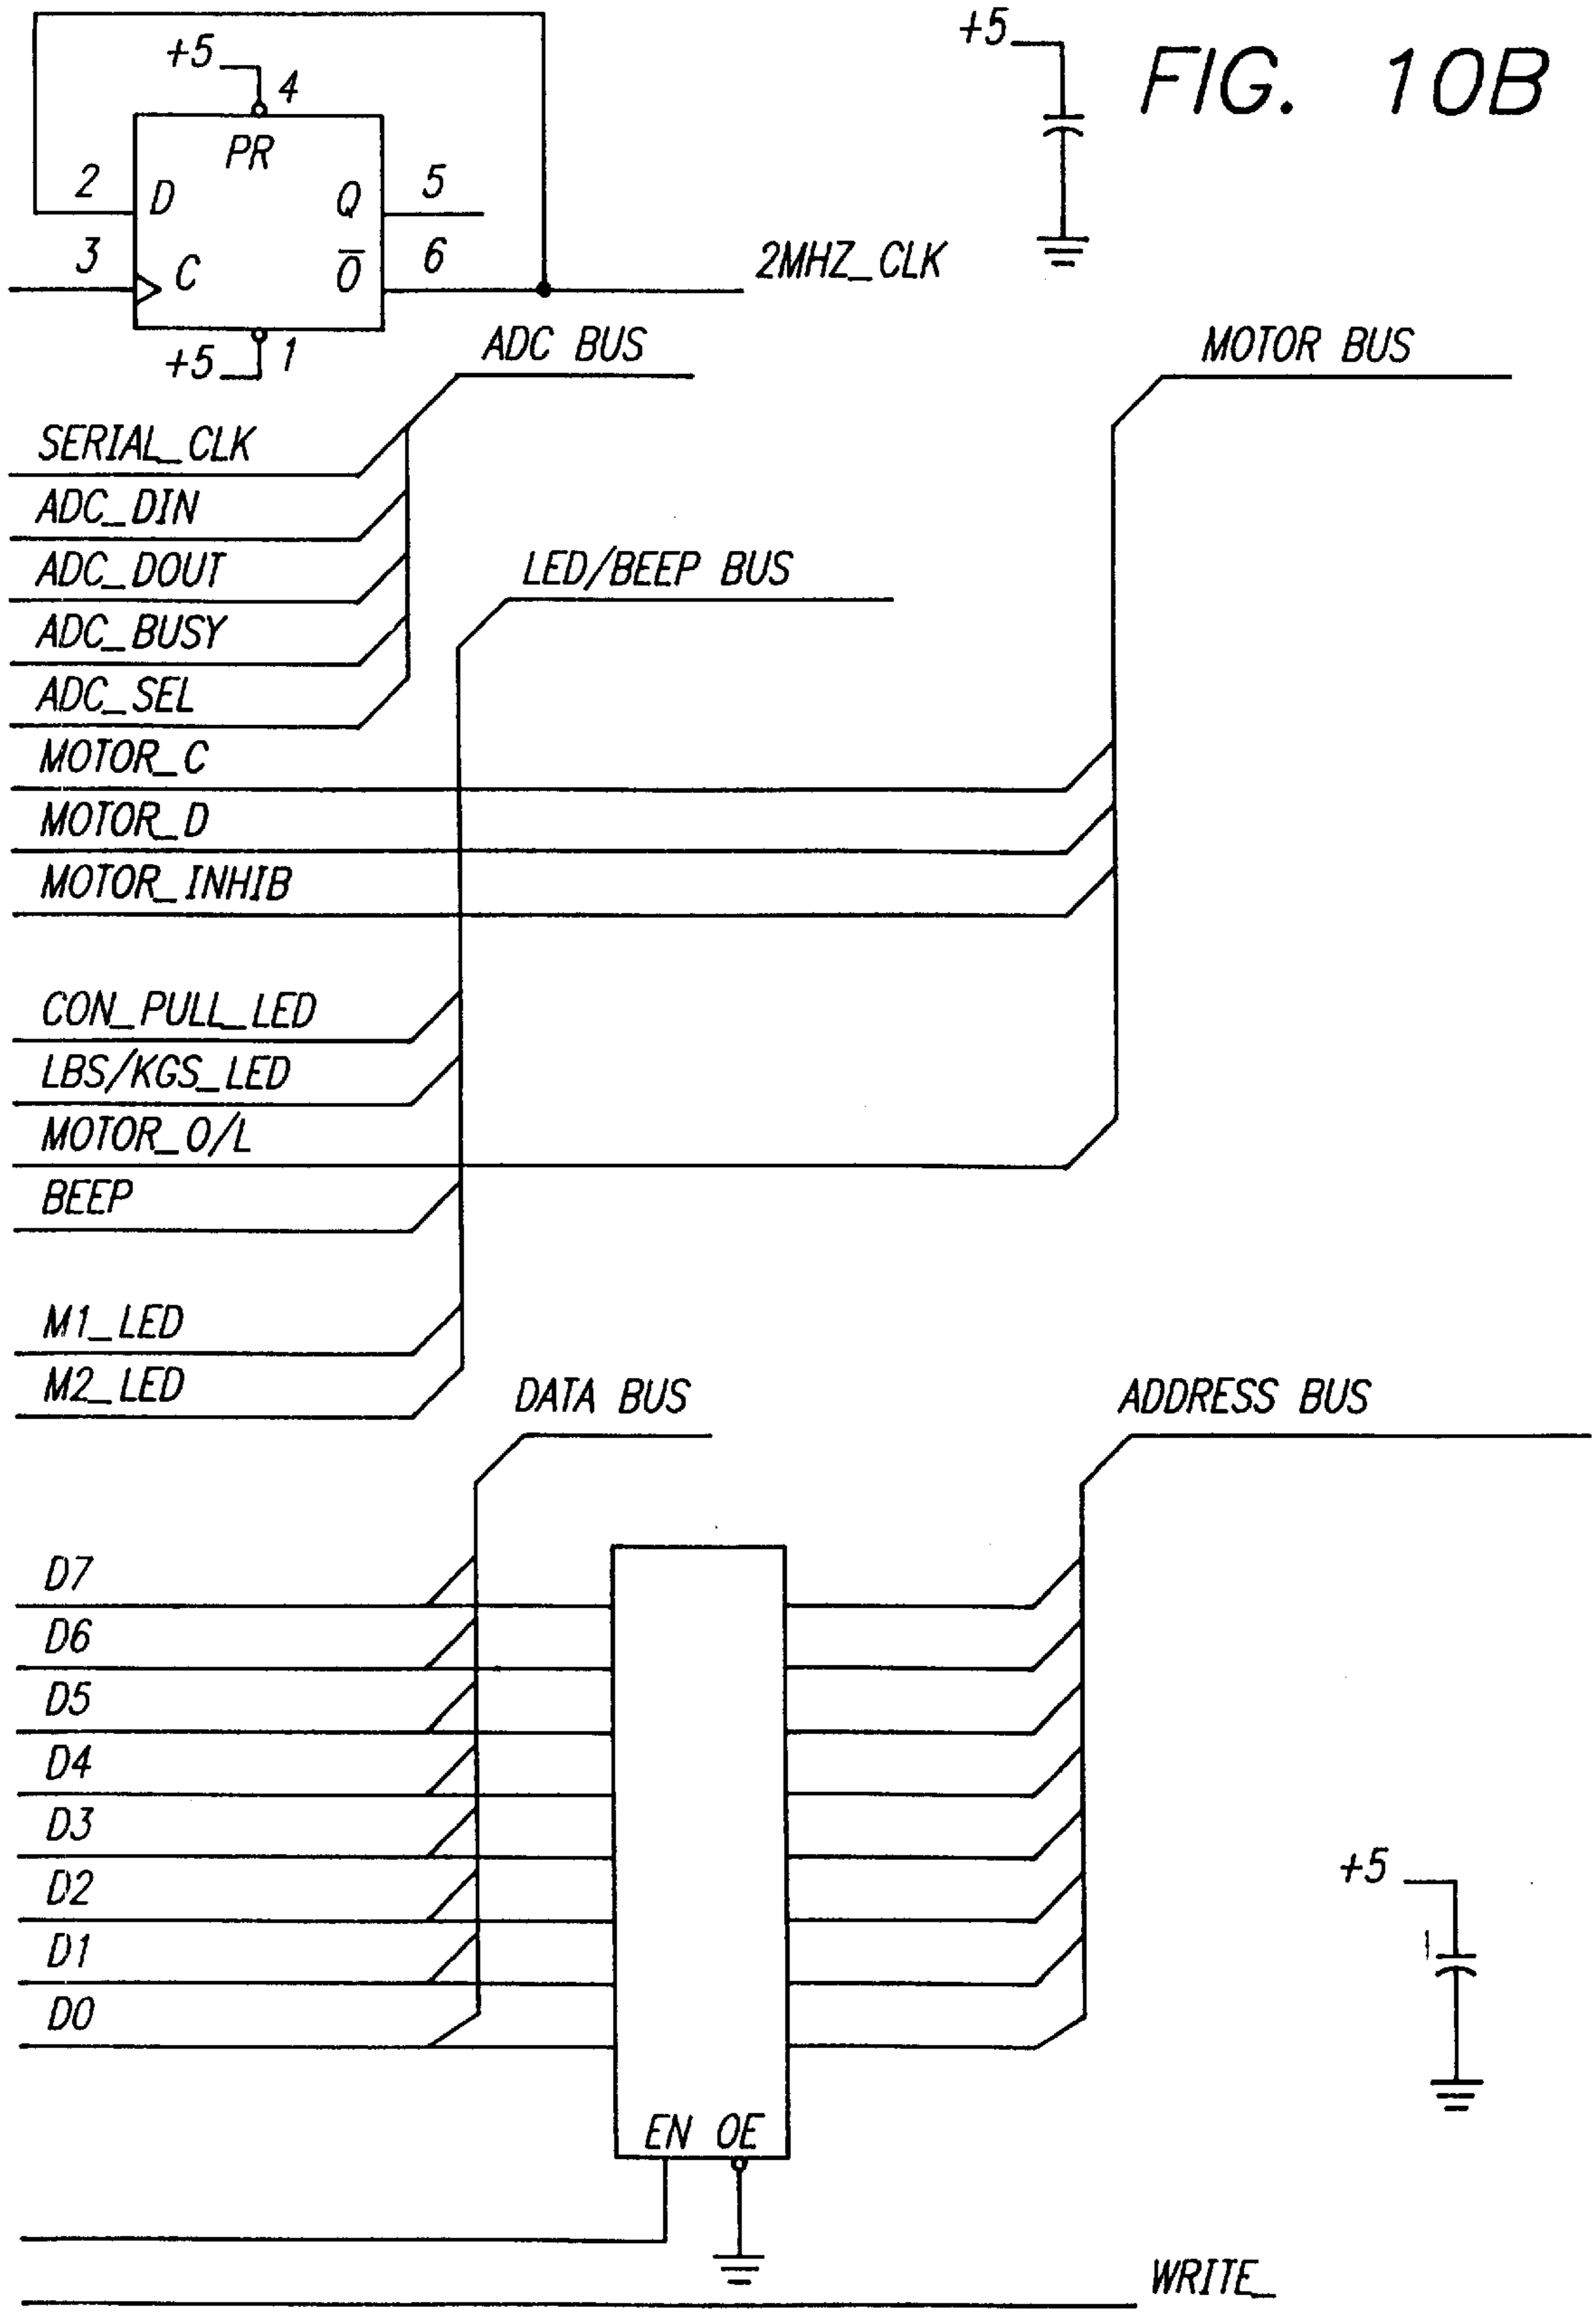 +5
FIG. 10B
+5
4
PR
2
D
Q
5
3
C
O
6
2MHZ_CLK
+5
1
ADC BUS
MOTOR BUS
SERIAL_CLK
ADC_DIN
ADC_DOUT
LED/BEEP BUS
ADC_BUSY
ADC_SEL
MOTOR_C
MOTOR_D
MOTOR_INHIB
CON_PULL_LED
LBS/KGS_LED
MOTOR_O/L
BEEP
M1_LED
M2_LED
DATA BUS
ADDRESS BUS
D7
D6
D5
D4
D3
D2
D1
D0
+5
EN OE
WRITE_